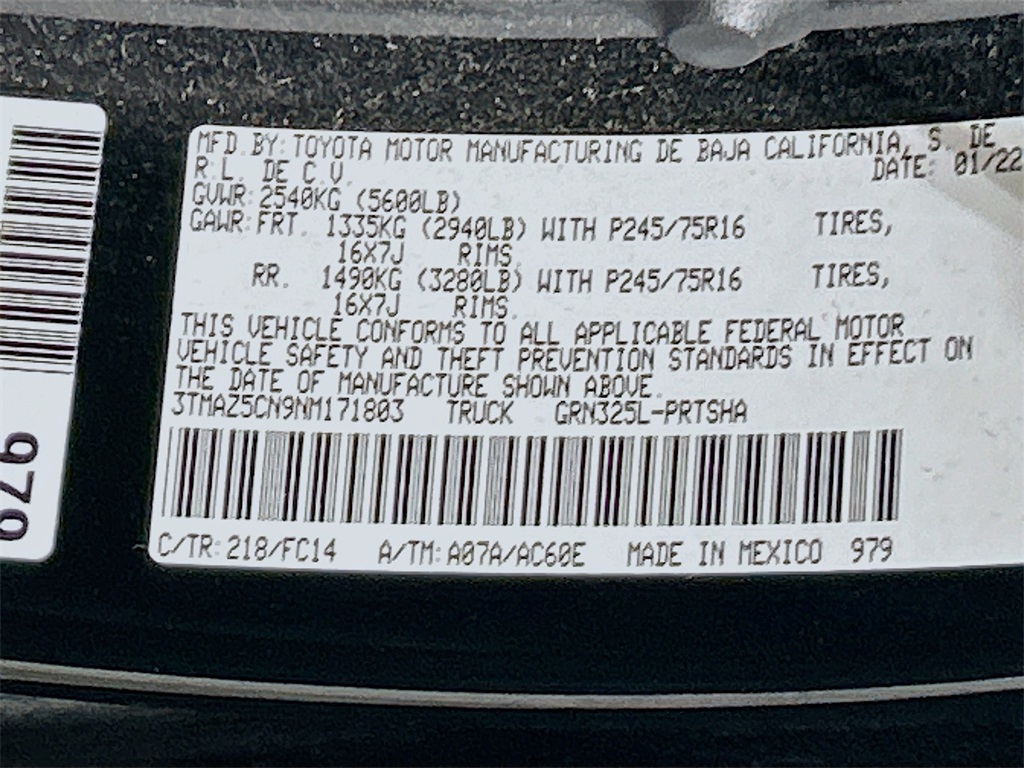 MFD. BY: TOYOTA MOTOR MANUFACTURING DE BAJA CALIFORNIA, S. DE
R.L. DE C.V. DATE: 01/22
GVWR: 2540KG (5600LB)
GAWR: FRT. 1335KG (2940LB) WITH P245/75R16 TIRES,
16X7J RIMS.
RR. 1490KG (3280LB) WITH P245/75R16 TIRES,
16X7J RIMS.
THIS VEHICLE CONFORMS TO ALL APPLICABLE FEDERAL MOTOR
VEHICLE SAFETY AND THEFT PREVENTION STANDARDS IN EFFECT ON
THE DATE OF MANUFACTURE SHOWN ABOVE.
3TMAZ5CN9NM171803 TRUCK GRN325L-PRTSHA
C/TR: 218/FC14 A/TM: A07A/AC60E MADE IN MEXICO 979
979